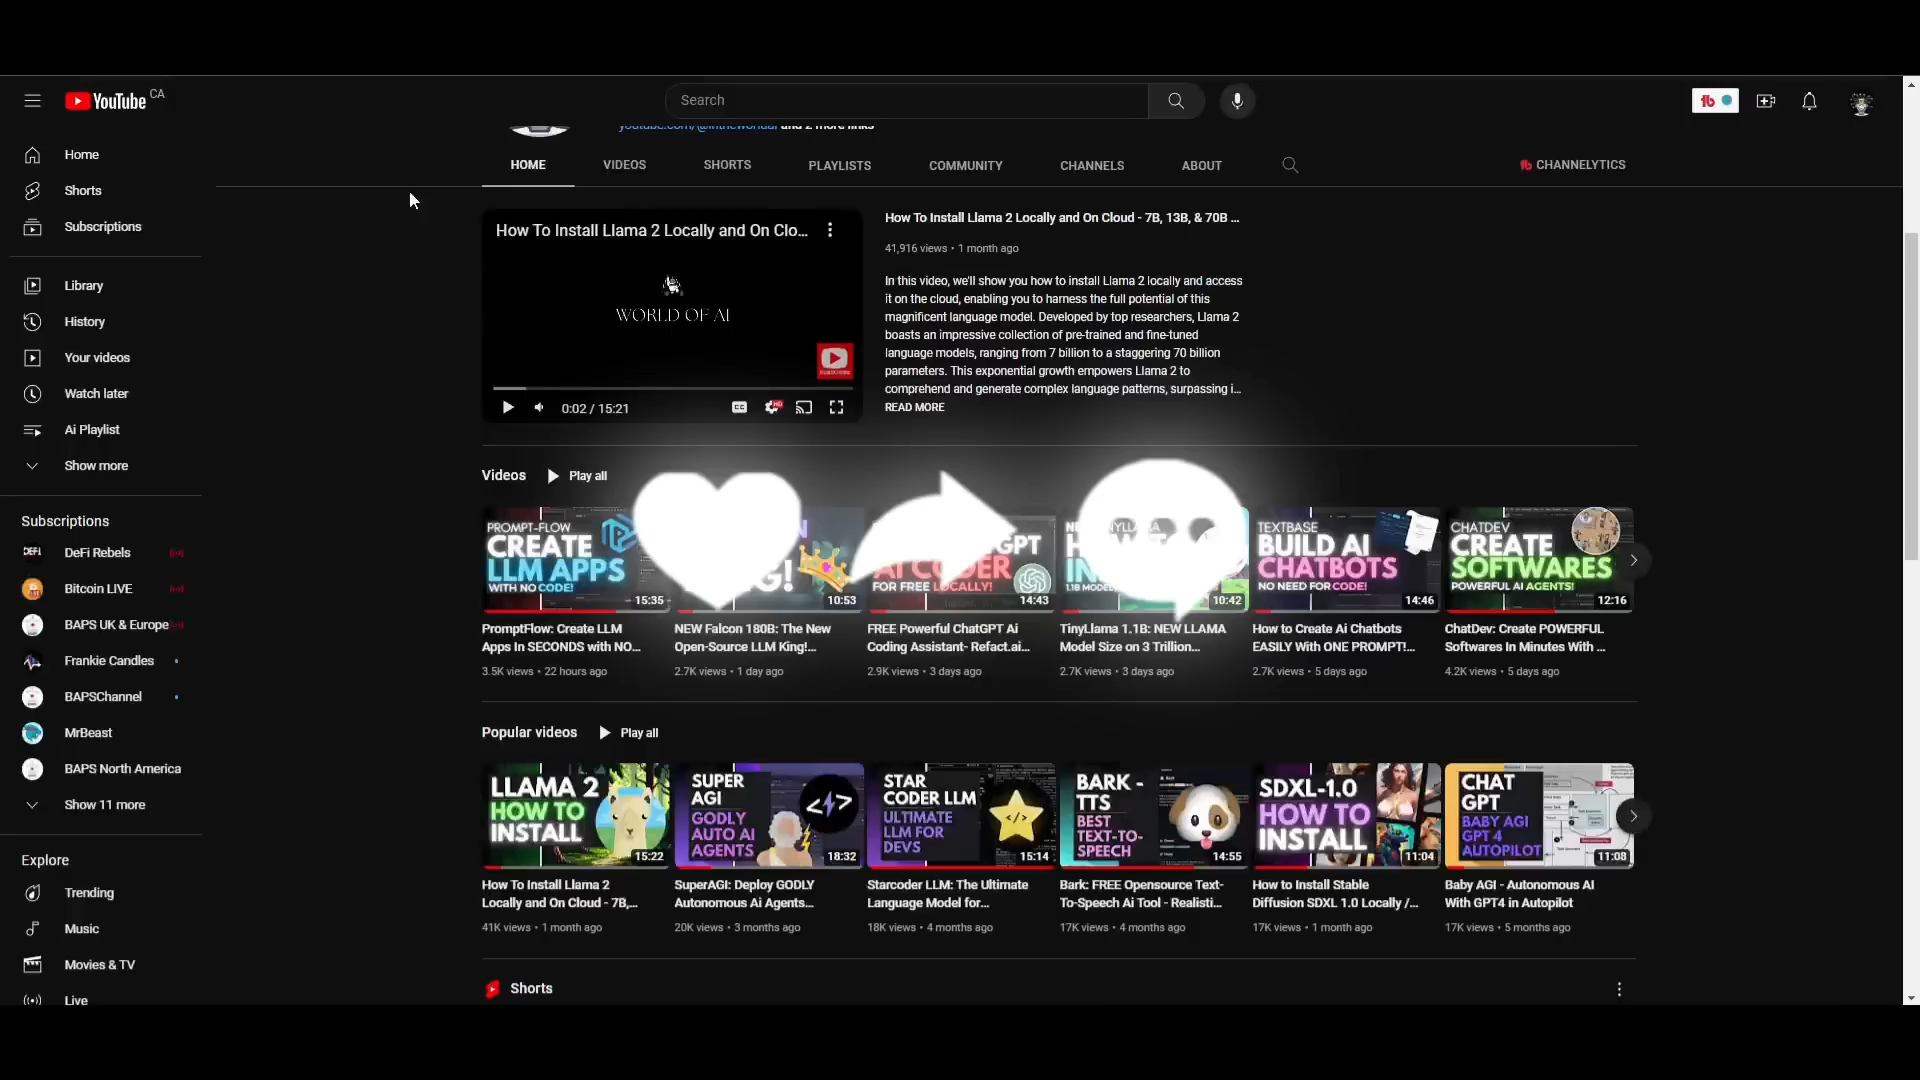 YouTube CA
Search
youtube.com/@intheworldai and 2 more links
HOME VIDEOS SHORTS PLAYLISTS COMMUNITY CHANNELS ABOUT CHANNELYTICS
Home
Shorts
Subscriptions
Library
History
Your videos
Watch later
Ai Playlist
Show more
Subscriptions
DeFi Rebels
Bitcoin LIVE
BAPS UK & Europe
Frankie Candles
BAPSChannel
MrBeast
BAPS North America
Show 11 more
Explore
Trending
Music
Movies & TV
Live
How To Install Llama 2 Locally and On Clo...
WORLD OF AI
0:02 / 15:21
How To Install Llama 2 Locally and On Cloud - 7B, 13B, & 70B ...
41,916 views • 1 month ago
In this video, we'll show you how to install Llama 2 locally and access
it on the cloud, enabling you to harness the full potential of this
magnificent language model. Developed by top researchers, Llama 2
boasts an impressive collection of pre-trained and fine-tuned
language models, ranging from 7 billion to a staggering 70 billion
parameters. This exponential growth empowers Llama 2 to
comprehend and generate complex language patterns, surpassing i...
READ MORE
Videos Play all
PROMPT-FLOW
CREATE
LLM APPS
WITH NO CODE!
15:35
PromptFlow: Create LLM
Apps In SECONDS with NO...
3.5K views • 22 hours ago
10:53
NEW Falcon 180B: The New
Open-Source LLM King!...
2.7K views • 1 day ago
AI CODER
FOR FREE LOCALLY!
14:43
FREE Powerful ChatGPT Ai
Coding Assistant- Refact.ai...
2.9K views • 3 days ago
10:42
TinyLlama 1.1B: NEW LLAMA
Model Size on 3 Trillion...
2.7K views • 3 days ago
TEXTBASE
BUILD AI
CHATBOTS
NO NEED FOR CODE!
14:46
How to Create Ai Chatbots
EASILY With ONE PROMPT!...
2.7K views • 5 days ago
CHATDEV
CREATE
SOFTWARES
POWERFUL AI AGENTS!
12:16
ChatDev: Create POWERFUL
Softwares In Minutes With ...
4.2K views • 5 days ago
Popular videos Play all
LLAMA 2
HOW TO
INSTALL
15:22
How To Install Llama 2
Locally and On Cloud - 7B,...
41K views • 1 month ago
SUPER
AGI
GODLY
AUTO AI
AGENTS
18:32
SuperAGI: Deploy GODLY
Autonomous Ai Agents...
20K views • 3 months ago
STAR
CODER LLM
ULTIMATE
LLM FOR
DEVS
15:14
Starcoder LLM: The Ultimate
Language Model for...
18K views • 4 months ago
BARK -
TTS
BEST
TEXT-TO-
SPEECH
14:55
Bark: FREE Opensource Text-
To-Speech Ai Tool - Realisti...
17K views • 4 months ago
SDXL-1.0
HOW TO
INSTALL
11:04
How to Install Stable
Diffusion SDXL 1.0 Locally /...
17K views • 1 month ago
CHAT
GPT
BABY AGI
GPT 4
AUTOPILOT
11:08
Baby AGI - Autonomous AI
With GPT4 in Autopilot
17K views • 5 months ago
Shorts